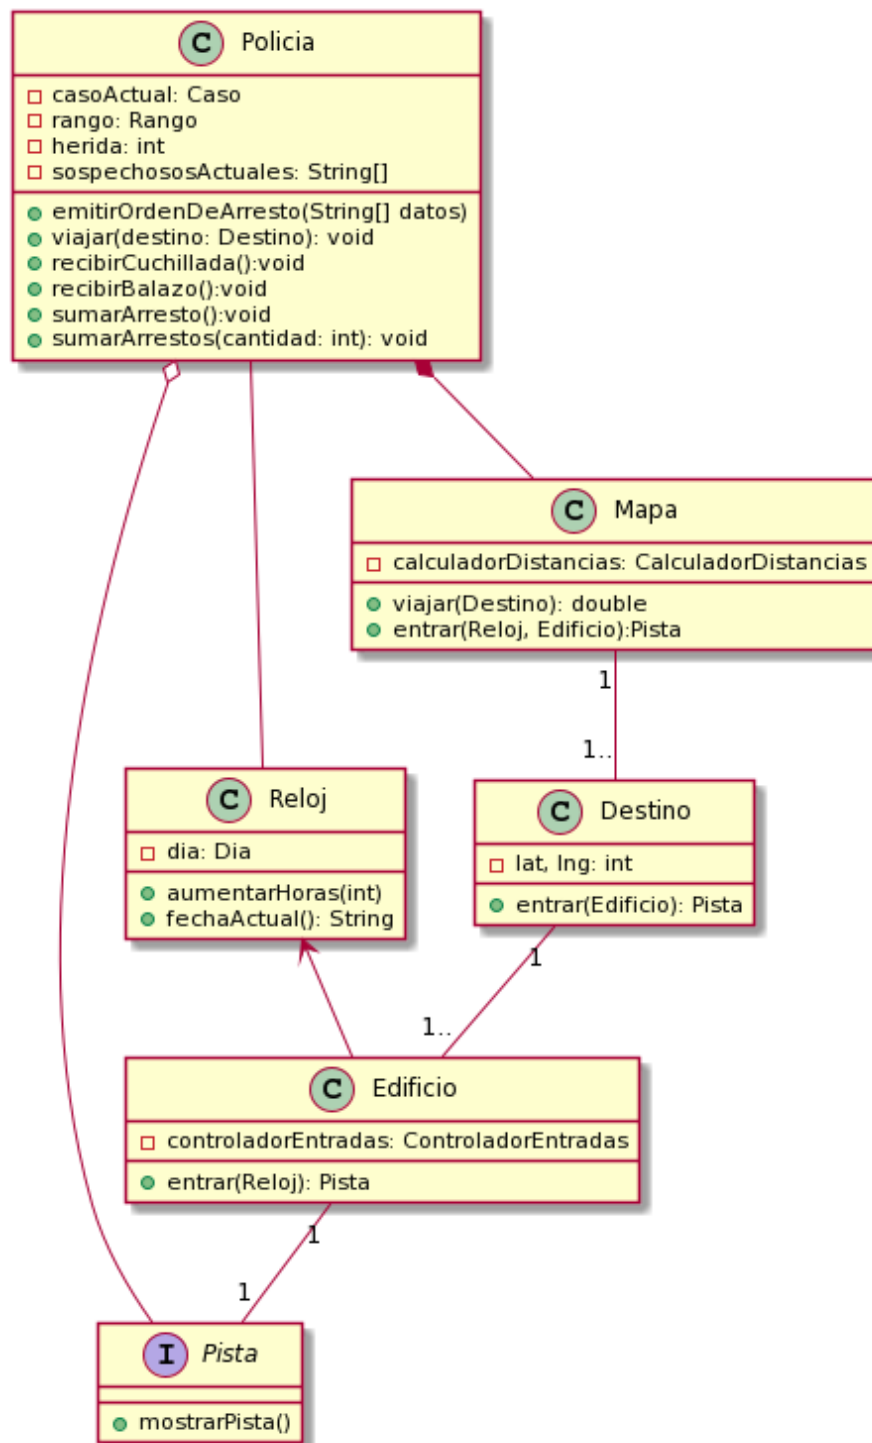 C Policia
casoActual: Caso
rango: Rango
herida: int
sospechososActuales: String[]
emitirOrdenDeArresto(String[] datos)
viajar(destino: Destino): void
recibirCuchillada():void
recibirBalazo():void
sumarArresto():void
sumarArrestos(cantidad: int): void
C Mapa
calculadorDistancias: CalculadorDistancias
viajar(Destino): double
entrar(Reloj, Edificio):Pista
1
1..
C Reloj
dia: Dia
aumentarHoras(int)
fechaActual(): String
C Destino
lat, lng: int
entrar(Edificio): Pista
1
1..
C Edificio
controladorEntradas: ControladorEntradas
entrar(Reloj): Pista
1
1
I Pista
mostrarPista()